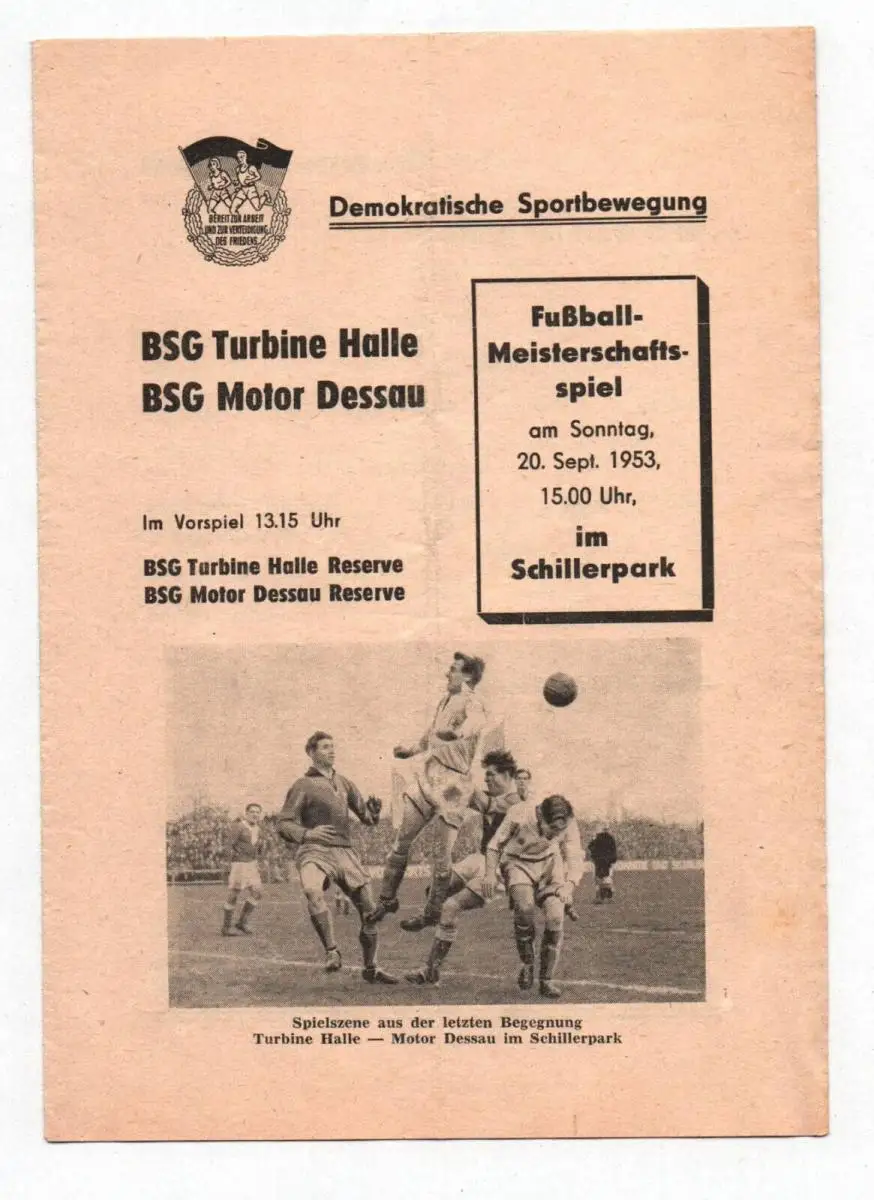 BEREIT ZUR ARBEIT
UND ZUR VERTEIDIGUNG
DES FRIEDENS
Demokratische Sportbewegung
BSG Turbine Halle
BSG Motor Dessau
Fußball-
Meisterschafts-
spiel
am Sonntag,
20. Sept. 1953,
15.00 Uhr,
im
Schillerpark
Im Vorspiel 13.15 Uhr
BSG Turbine Halle Reserve
BSG Motor Dessau Reserve
Spielszene aus der letzten Begegnung
Turbine Halle — Motor Dessau im Schillerpark